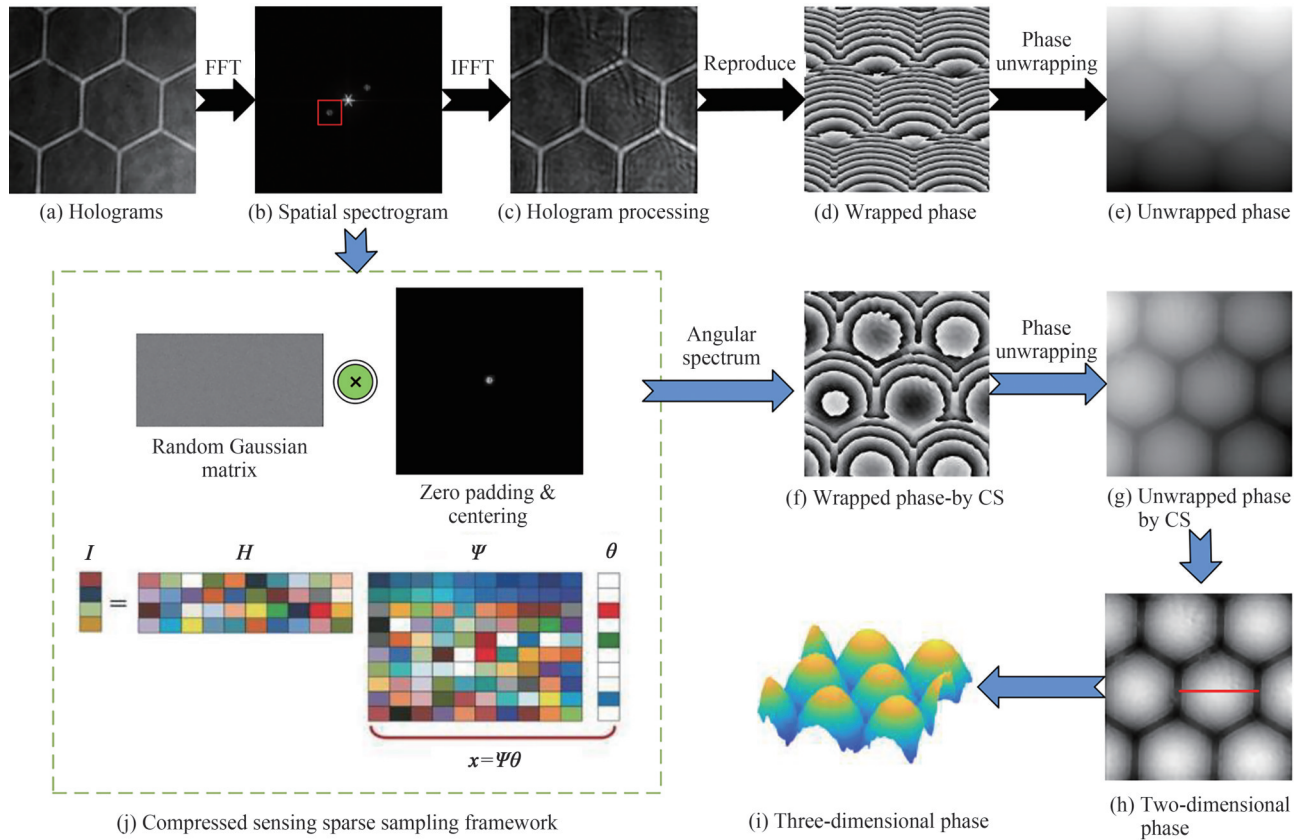 FFT
IFFT
Reproduce
Phase
unwrapping
(a) Holograms
(b) Spatial spectrogram
(c) Hologram processing
(d) Wrapped phase
(e) Unwrapped phase
×
Random Gaussian
matrix
Zero padding &
centering
Angular
spectrum
Phase
unwrapping
(f) Wrapped phase-by CS
(g) Unwrapped phase
by CS
I
=
H
Ψ
θ
x=Ψθ
(j) Compressed sensing sparse sampling framework
(i) Three-dimensional phase
(h) Two-dimensional
phase